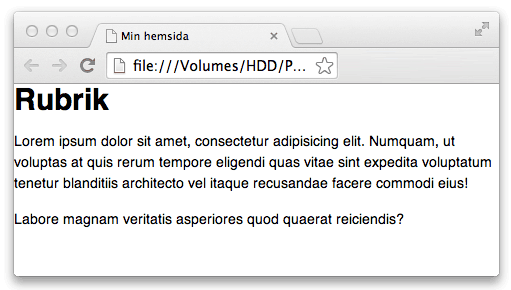 Min hemsida
file:///Volumes/HDD/P...
Rubrik
Lorem ipsum dolor sit amet, consectetur adipisicing elit. Numquam, ut
voluptas at quis rerum tempore eligendi quas vitae sint expedita voluptatum
tenetur blanditiis architecto vel itaque recusandae facere commodi eius!
Labore magnam veritatis asperiores quod quaerat reiciendis?